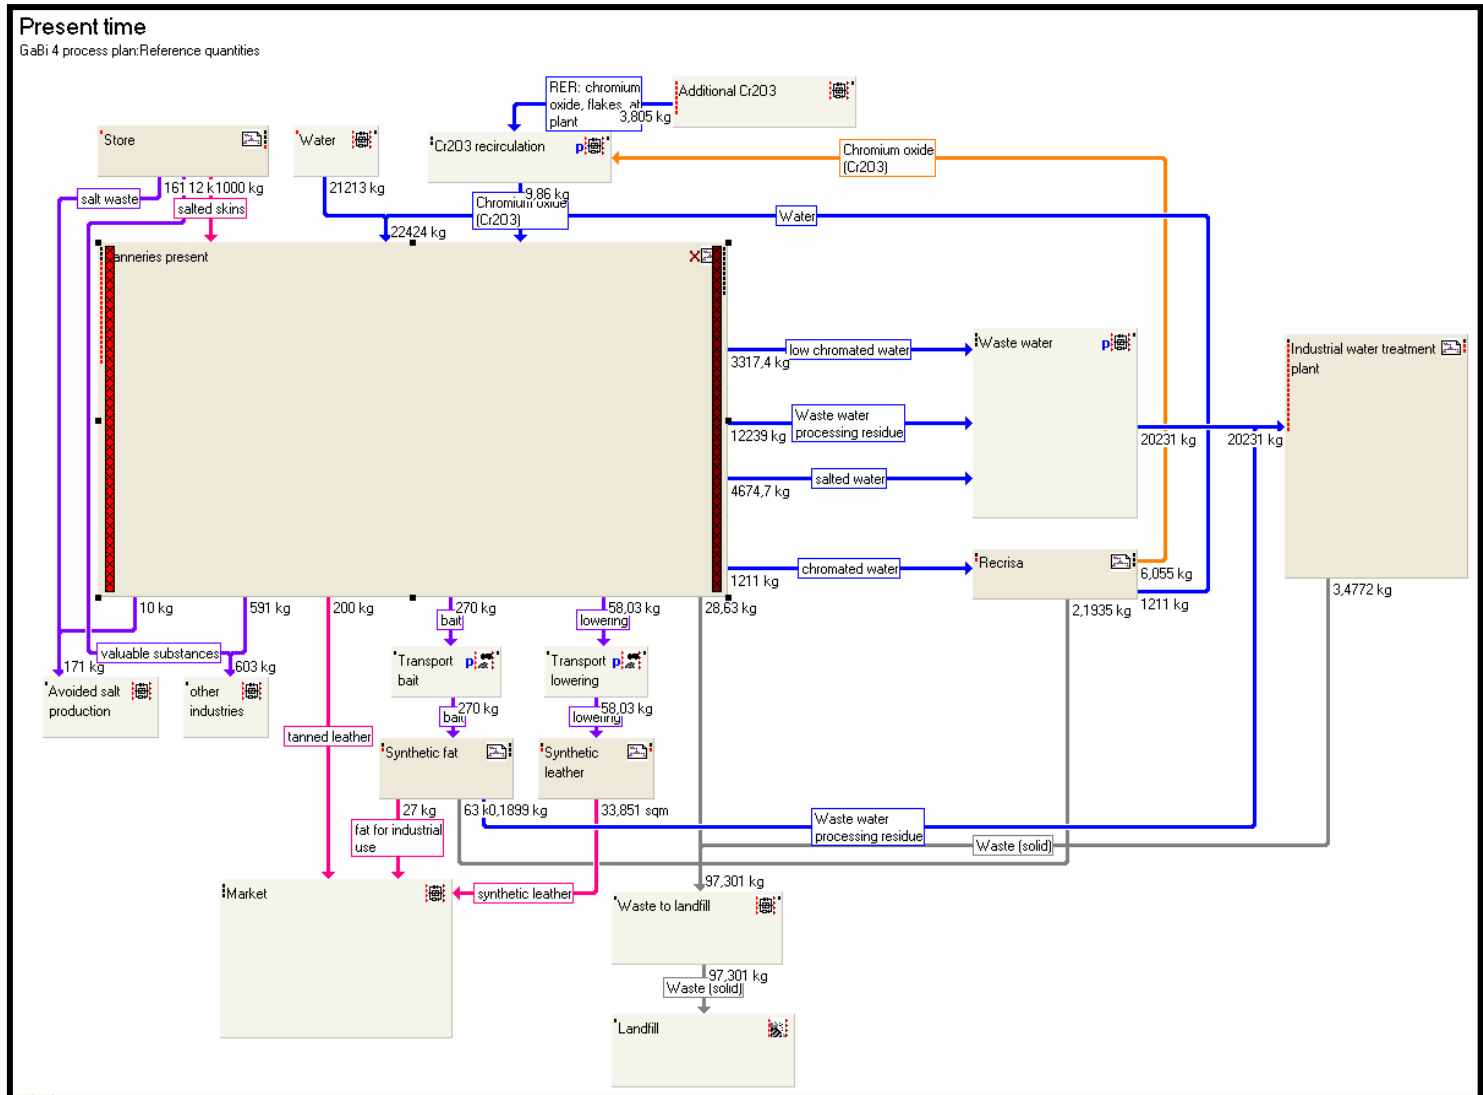 Present time
GaBi 4 process plan:Reference quantities
RER: chromium
oxide, flakes, at
plant
3,805 kg
Additional Cr2O3
Store
Water
Cr2O3 recirculation
p
Chromium oxide
(Cr2O3)
161
12 k
1000 kg
21213 kg
9,86 kg
salt waste
salted skins
Chromium oxide
(Cr2O3)
Water
22424 kg
anneries present
low chromated water
3317,4 kg
Waste water
p
Industrial water treatment
plant
Waste water
processing residue
12239 kg
20231 kg
20231 kg
salted water
4674,7 kg
chromated water
1211 kg
Recrisa
6,055 kg
1211 kg
2,1935 kg
3,4772 kg
10 kg
591 kg
200 kg
270 kg
58,03 kg
28,63 kg
bait
lowering
valuable substances
171 kg
603 kg
Transport
bait
p
Transport
lowering
p
Avoided salt
production
other
industries
270 kg
bait
58,03 kg
lowering
tanned leather
Synthetic fat
Synthetic
leather
27 kg
63 k
0,1899 kg
33,851 sqm
fat for industrial
use
Waste water
processing residue
Waste (solid)
97,301 kg
Market
synthetic leather
Waste to landfill
97,301 kg
Waste (solid)
Landfill